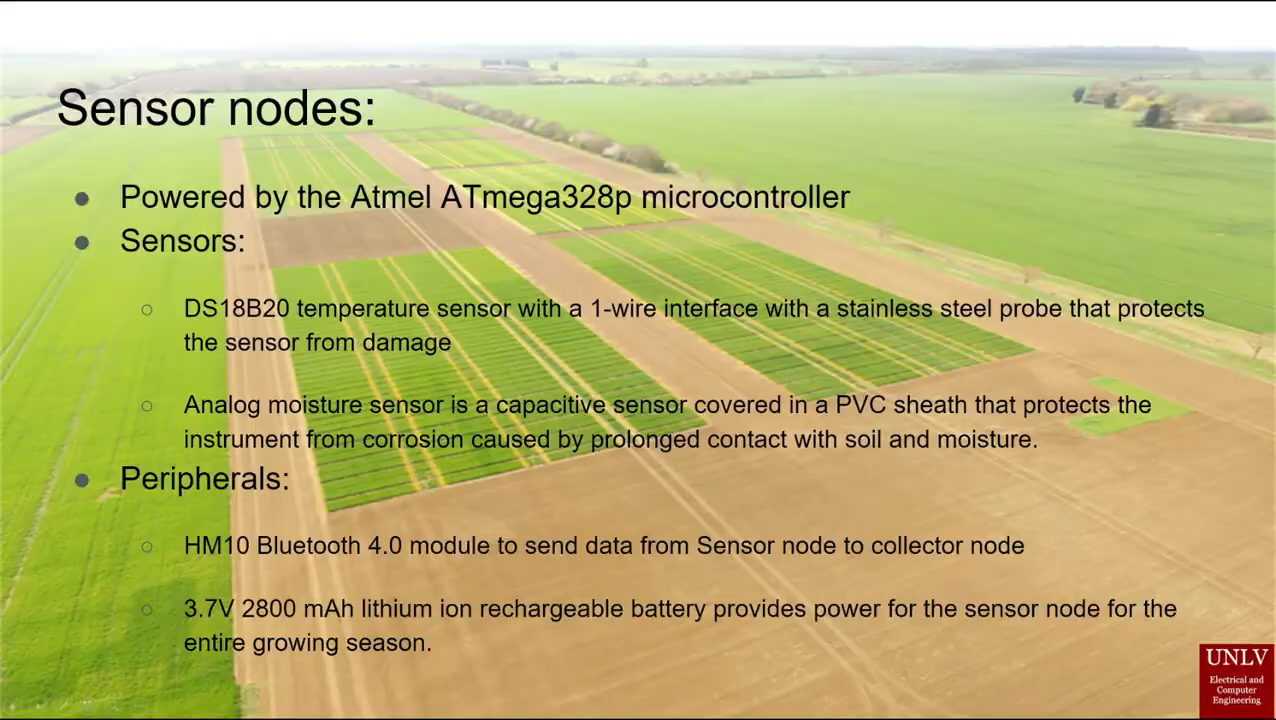 Sensor nodes:
● Powered by the Atmel ATmega328p microcontroller
● Sensors:
○ DS18B20 temperature sensor with a 1-wire interface with a stainless steel probe that protects
the sensor from damage
○ Analog moisture sensor is a capacitive sensor covered in a PVC sheath that protects the
instrument from corrosion caused by prolonged contact with soil and moisture.
● Peripherals:
○ HM10 Bluetooth 4.0 module to send data from Sensor node to collector node
○ 3.7V 2800 mAh lithium ion rechargeable battery provides power for the sensor node for the
entire growing season.
UNLV
Electrical and
Computer
Engineering